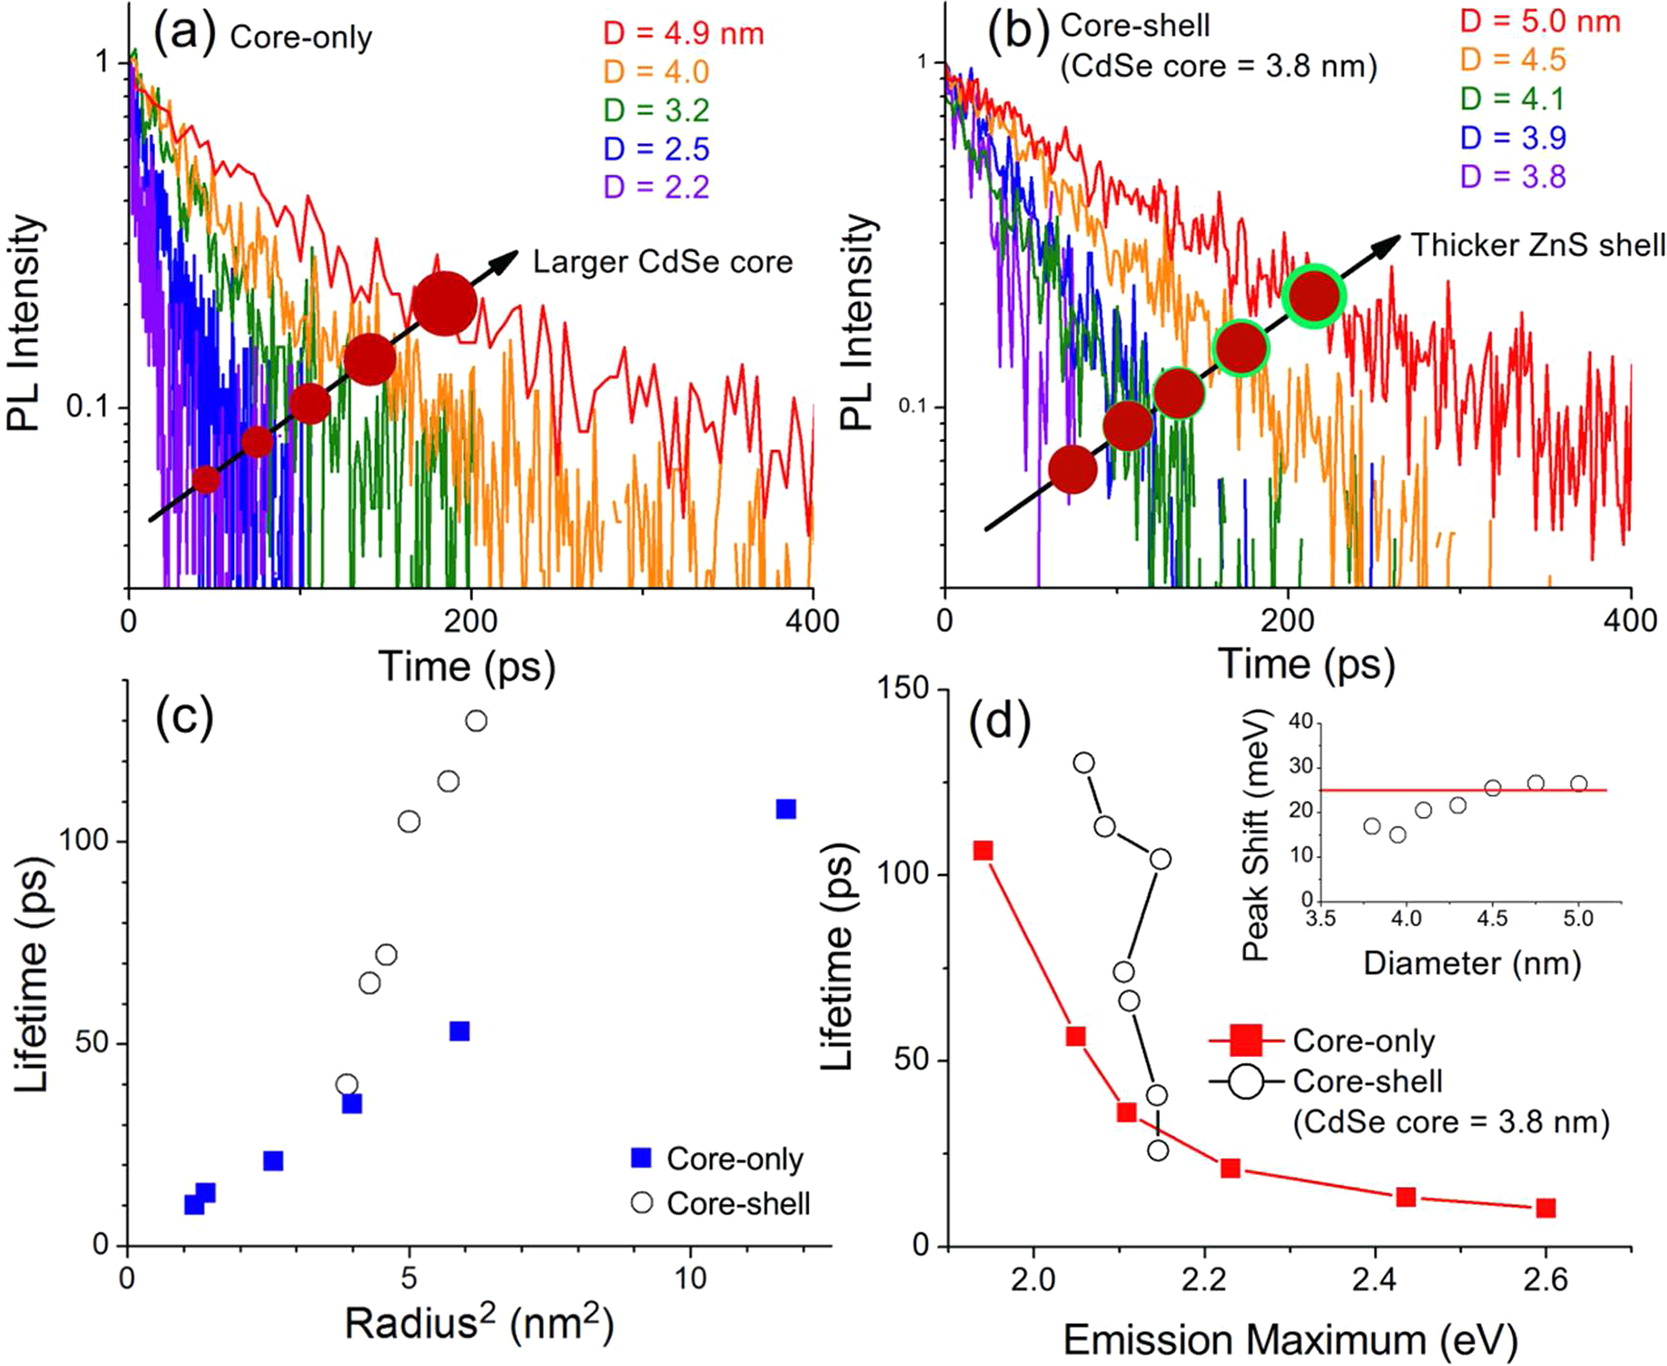 (a) Core-only
D = 4.9 nm
D = 4.0
D = 3.2
D = 2.5
D = 2.2
Larger CdSe core
1
0.1
PL Intensity
0
200
400
Time (ps)
(b) Core-shell
(CdSe core = 3.8 nm)
D = 5.0 nm
D = 4.5
D = 4.1
D = 3.9
D = 3.8
Thicker ZnS shell
1
0.1
PL Intensity
0
200
400
Time (ps)
(c)
100
50
0
Lifetime (ps)
Core-only
Core-shell
0
5
10
Radius² (nm²)
(d)
150
100
50
0
Lifetime (ps)
40
30
20
10
0
Peak Shift (meV)
3.5
4.0
4.5
5.0
Diameter (nm)
Core-only
Core-shell
(CdSe core = 3.8 nm)
2.0
2.2
2.4
2.6
Emission Maximum (eV)